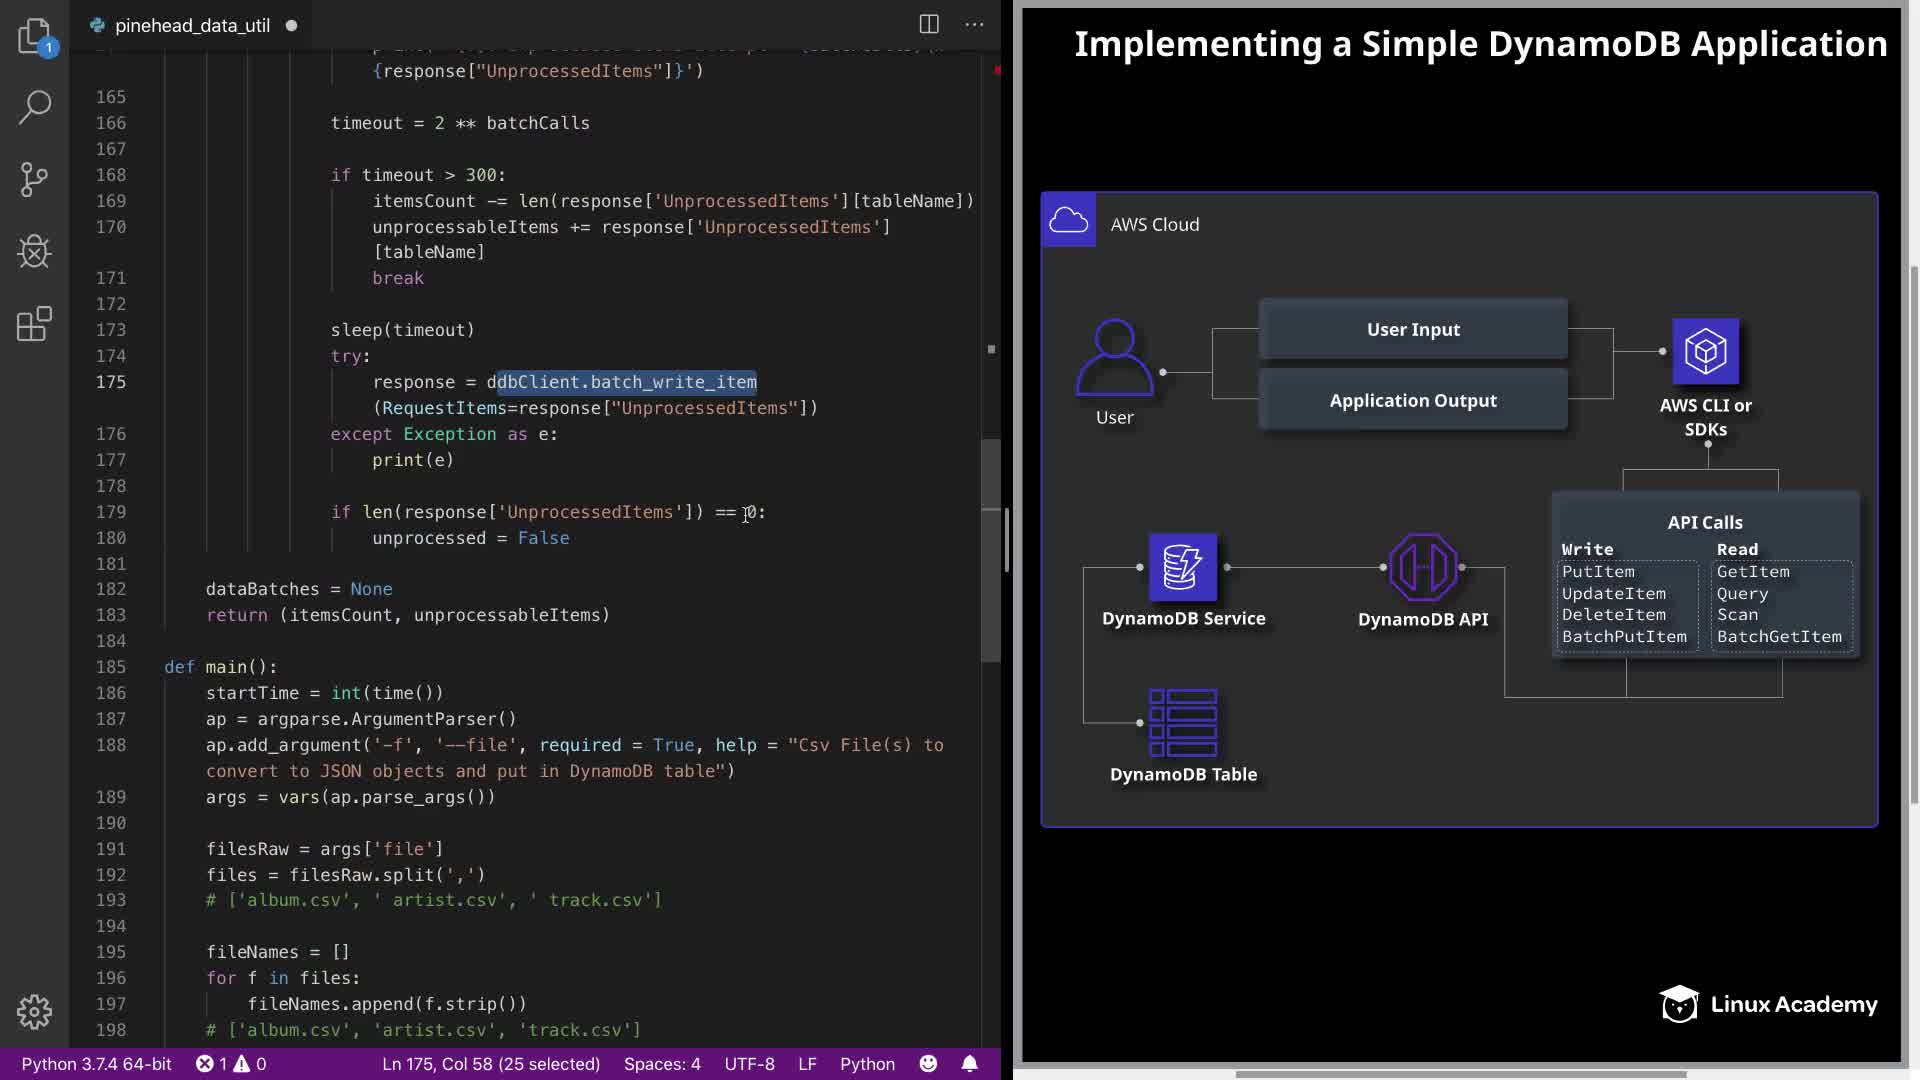 pinehead_data_util
1
{response["UnprocessedItems"]}')
165
166 timeout = 2 ** batchCalls
167
168 if timeout > 300:
169 itemsCount -= len(response['UnprocessedItems'][tableName])
170 unprocessableItems += response['UnprocessedItems']
[tableName]
171 break
172
173 sleep(timeout)
174 try:
175 response = ddbClient.batch_write_item
(RequestItems=response["UnprocessedItems"])
176 except Exception as e:
177 print(e)
178
179 if len(response['UnprocessedItems']) == 0:
180 unprocessed = False
181
182 dataBatches = None
183 return (itemsCount, unprocessableItems)
184
185 def main():
186 startTime = int(time())
187 ap = argparse.ArgumentParser()
188 ap.add_argument('-f', '--file', required = True, help = "Csv File(s) to
convert to JSON objects and put in DynamoDB table")
189 args = vars(ap.parse_args())
190
191 filesRaw = args['file']
192 files = filesRaw.split(',')
193 # ['album.csv', ' artist.csv', ' track.csv']
194
195 fileNames = []
196 for f in files:
197 fileNames.append(f.strip())
198 # ['album.csv', 'artist.csv', 'track.csv']
Python 3.7.4 64-bit 1 0 Ln 175, Col 58 (25 selected) Spaces: 4 UTF-8 LF Python
Implementing a Simple DynamoDB Application
AWS Cloud
User Input
Application Output
User
AWS CLI or
SDKs
API Calls
Write Read
PutItem GetItem
UpdateItem Query
DeleteItem Scan
BatchPutItem BatchGetItem
DynamoDB Service
DynamoDB API
DynamoDB Table
Linux Academy